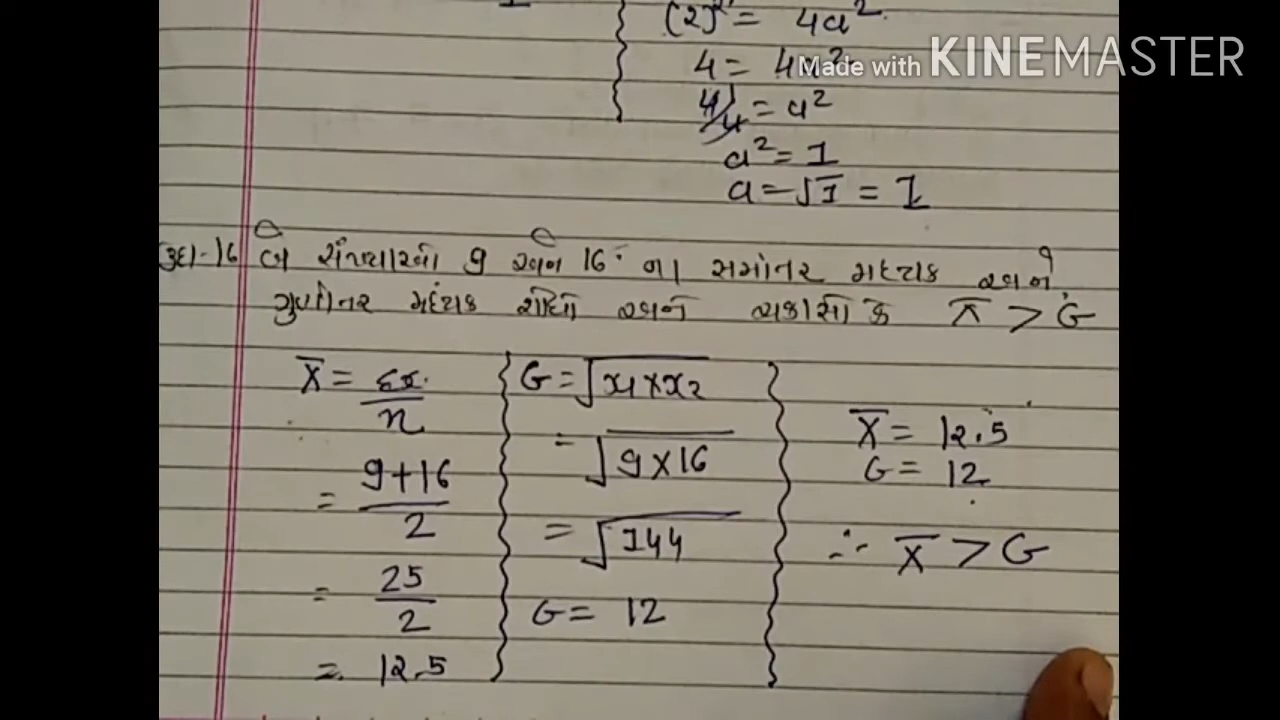 (2)² = 4a²
4 = 4a²
Made with KINEMASTER
4/4 = a²
a² = 1
a = √1 = 1
ઉદા-16 બે સંખ્યાઓ 9 અને 16 ના સમાંતર મધ્યક અને
ગુણોત્તર મધ્યક શોધો અને ચકાસો કે x̄ > G
X̄ = Σx / n
= 9+16 / 2
= 25 / 2
= 12.5
G = √x₁ × x₂
= √9 × 16
= √144
G = 12
X̄ = 12.5
G = 12
∴ X̄ > G